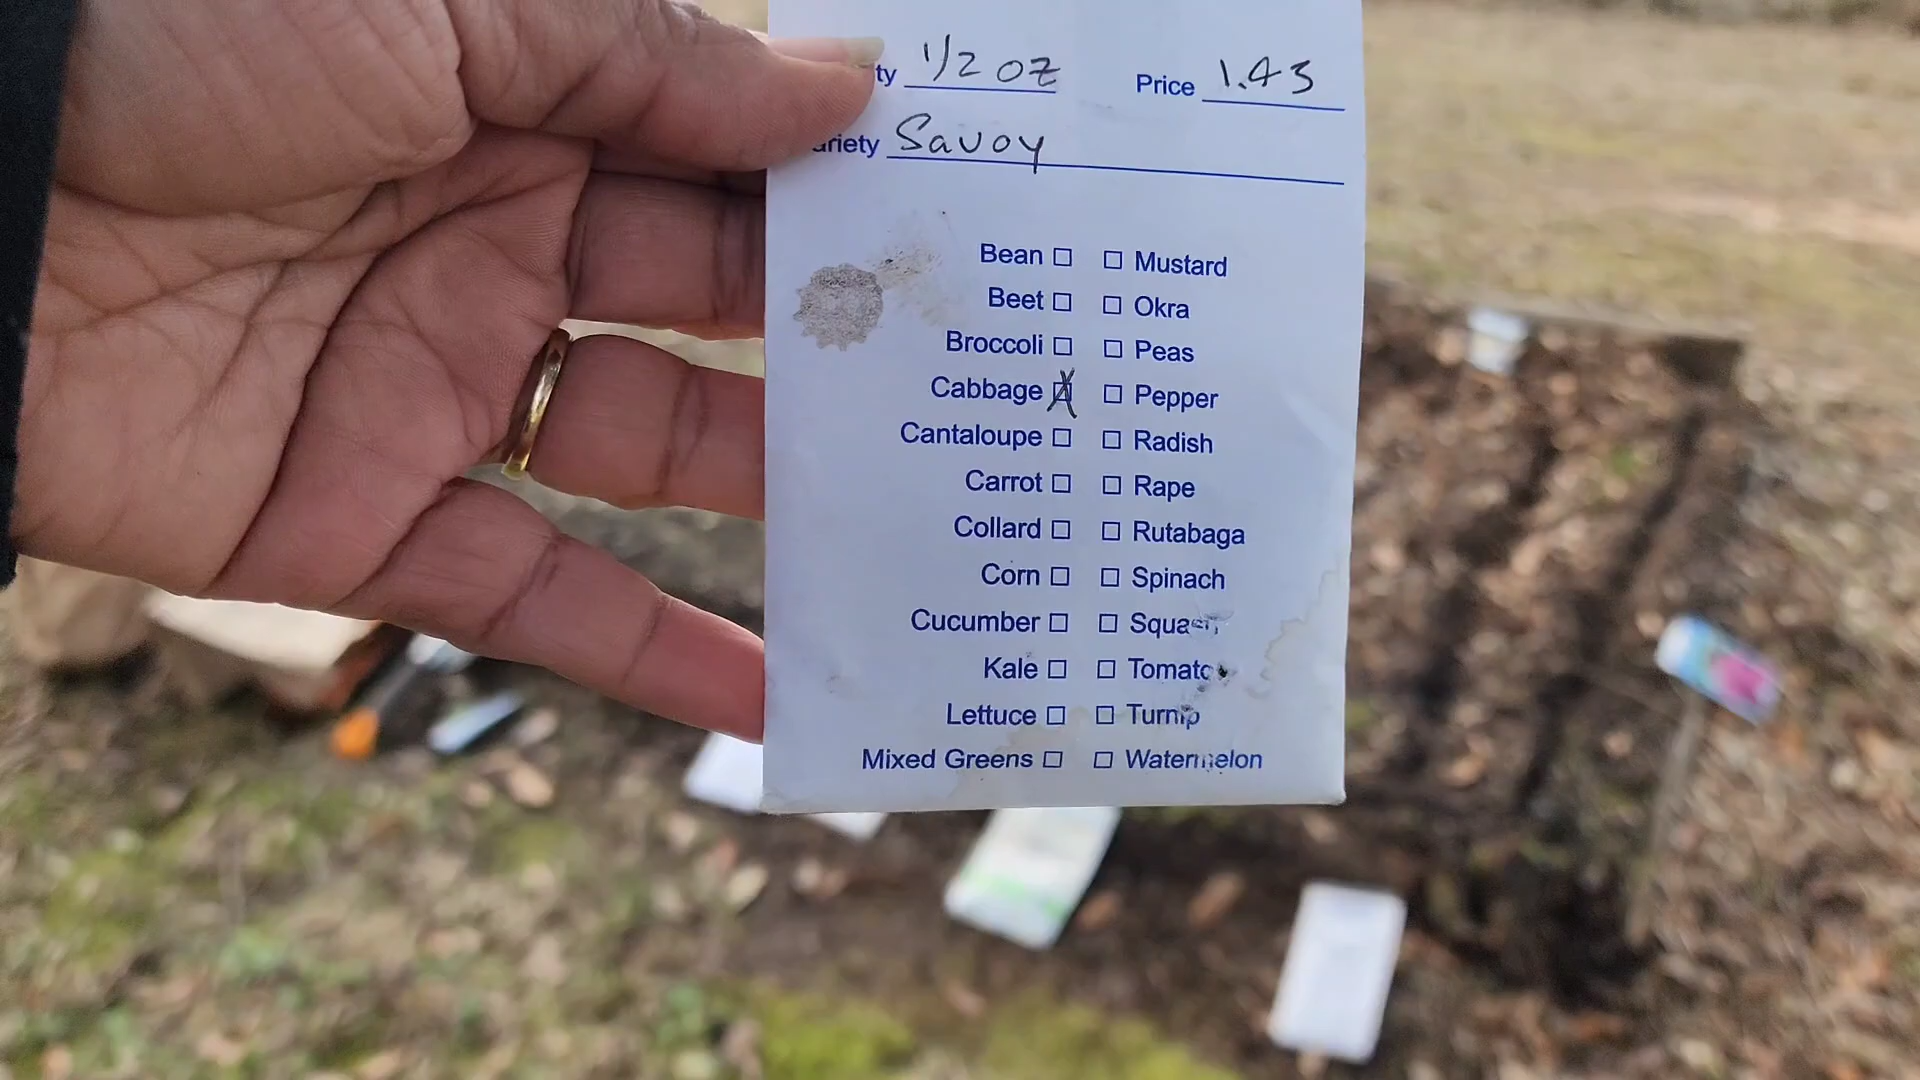 ty 1/2 oz Price 1.43
ariety Savoy
Bean ☐ ☐ Mustard
Beet ☐ ☐ Okra
Broccoli ☐ ☐ Peas
Cabbage ☒ ☐ Pepper
Cantaloupe ☐ ☐ Radish
Carrot ☐ ☐ Rape
Collard ☐ ☐ Rutabaga
Corn ☐ ☐ Spinach
Cucumber ☐ ☐ Squash
Kale ☐ ☐ Tomato
Lettuce ☐ ☐ Turnip
Mixed Greens ☐ ☐ Watermelon